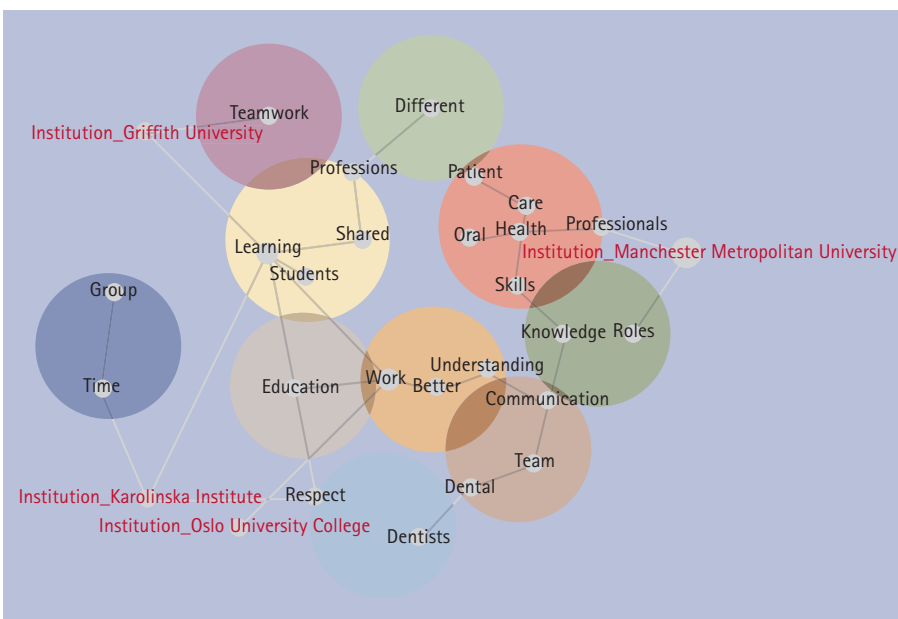 Different
Teamwork
Institution_Griffith University
Professions
Patient
Care
Professionals
Health
Shared
Oral
Learning
Institution_Manchester Metropolitan University
Students
Skills
Group
Knowledge
Roles
Understanding
Work
Better
Time
Education
Communication
Team
Dental
Respect
Institution_Karolinska Institute
Institution_Oslo University College
Dentists